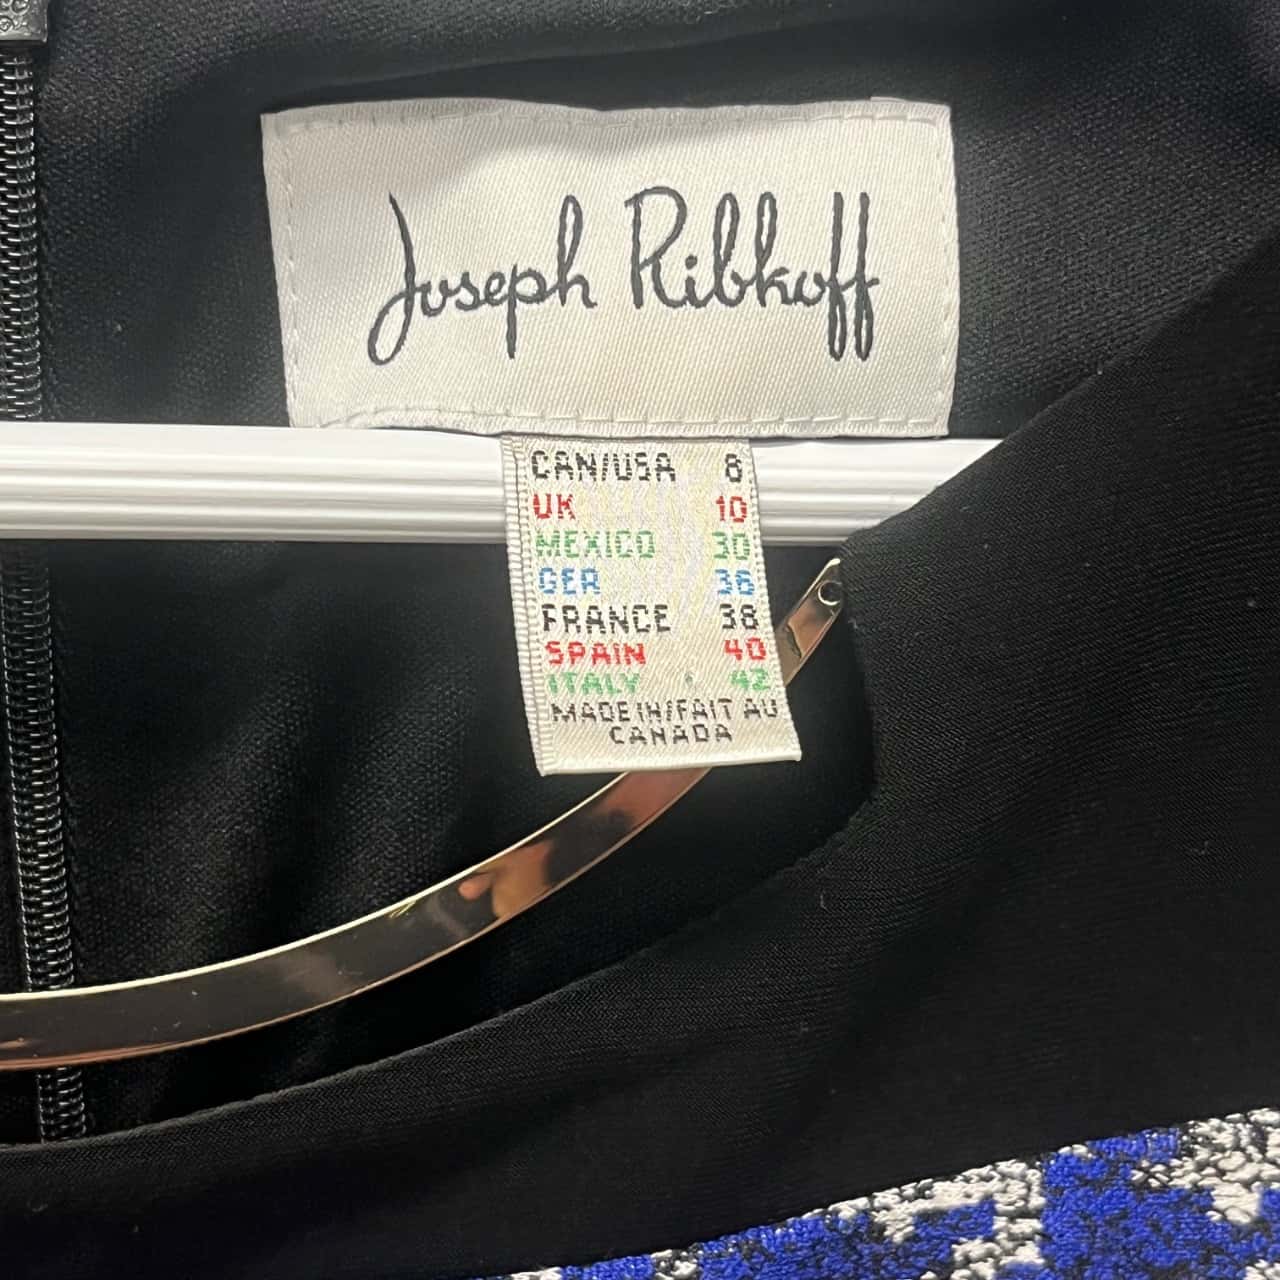 Joseph Ribkoff
CAN/USA 8
UK 10
MEXICO 30
GER 36
FRANCE 38
SPAIN 40
ITALY 42
MADE IN/FAIT AU
CANADA